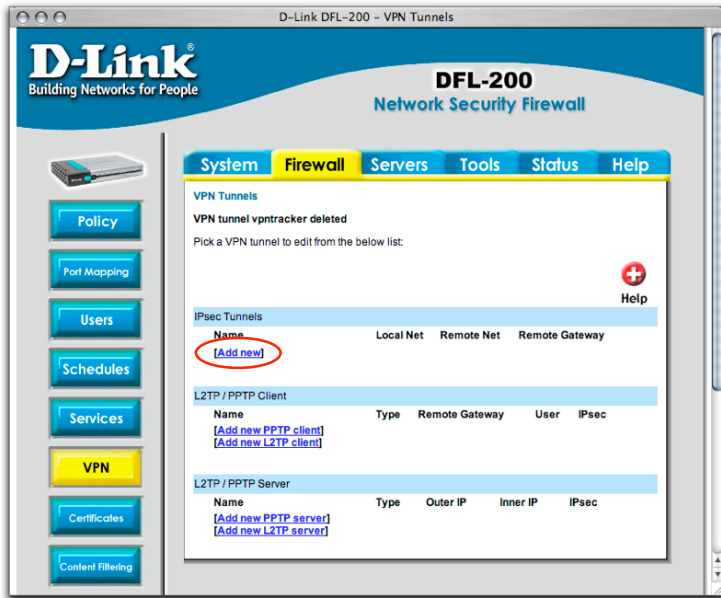 D-Link DFL-200 – VPN Tunnels
D-Link®
Building Networks for People
DFL-200
Network Security Firewall
System Firewall Servers Tools Status Help
Policy
Port Mapping
Users
Schedules
Services
VPN
Certificates
Content Filtering
VPN Tunnels
VPN tunnel vpntracker deleted
Pick a VPN tunnel to edit from the below list:
Help
IPsec Tunnels
Name Local Net Remote Net Remote Gateway
[Add new]
L2TP / PPTP Client
Name Type Remote Gateway User IPsec
[Add new PPTP client]
[Add new L2TP client]
L2TP / PPTP Server
Name Type Outer IP Inner IP IPsec
[Add new PPTP server]
[Add new L2TP server]